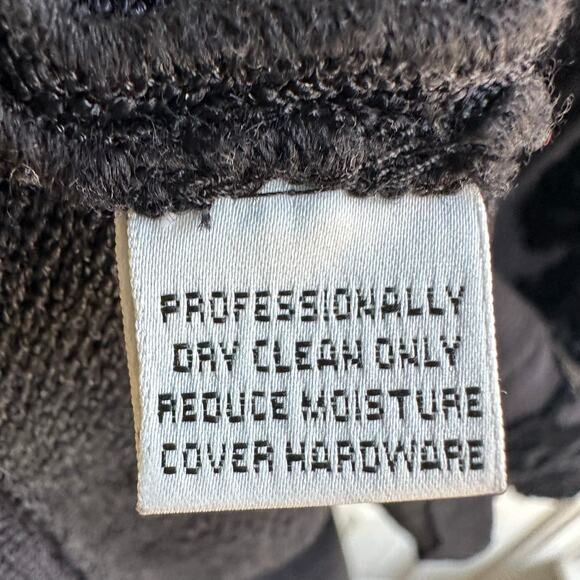 PROFESSIONALLY
DRY CLEAN ONLY
REDUCE MOISTURE
COVER HARDWARE